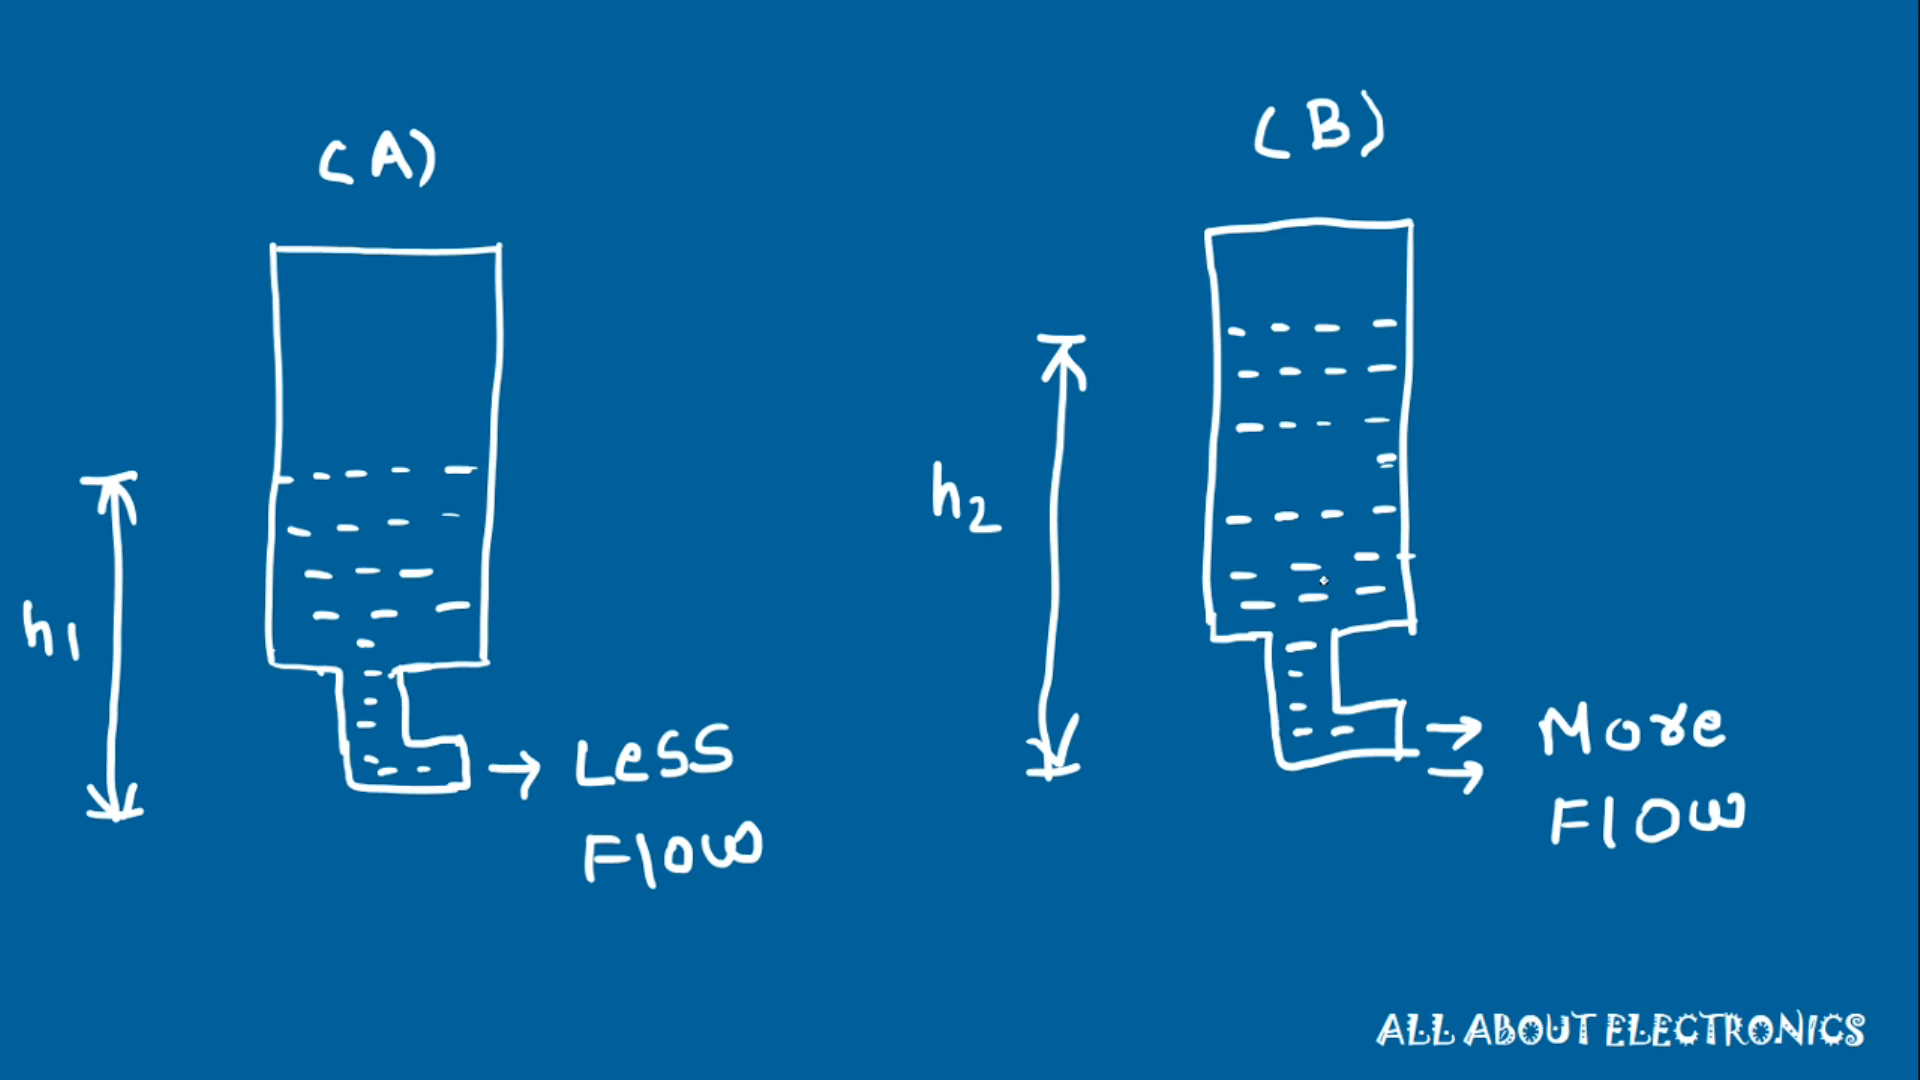 (A)
(B)
h1
h2
Less
Flow
More
Flow
ALL ABOUT ELECTRONICS